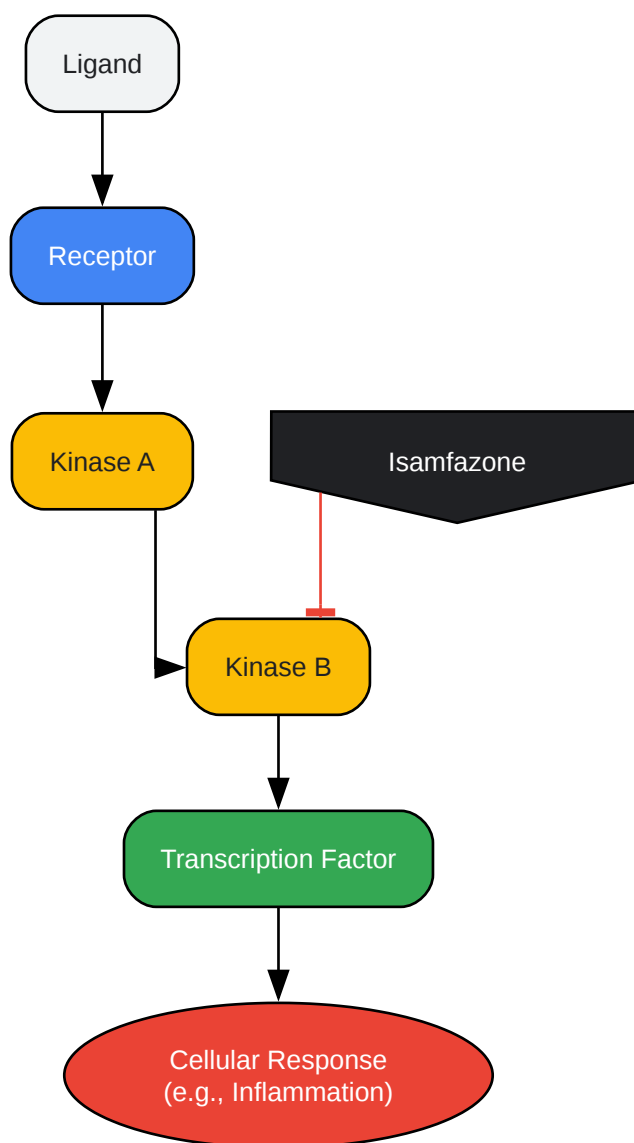 Ligand
Receptor
Kinase A
Isamfazone
Kinase B
Transcription Factor
Cellular Response
(e.g., Inflammation)